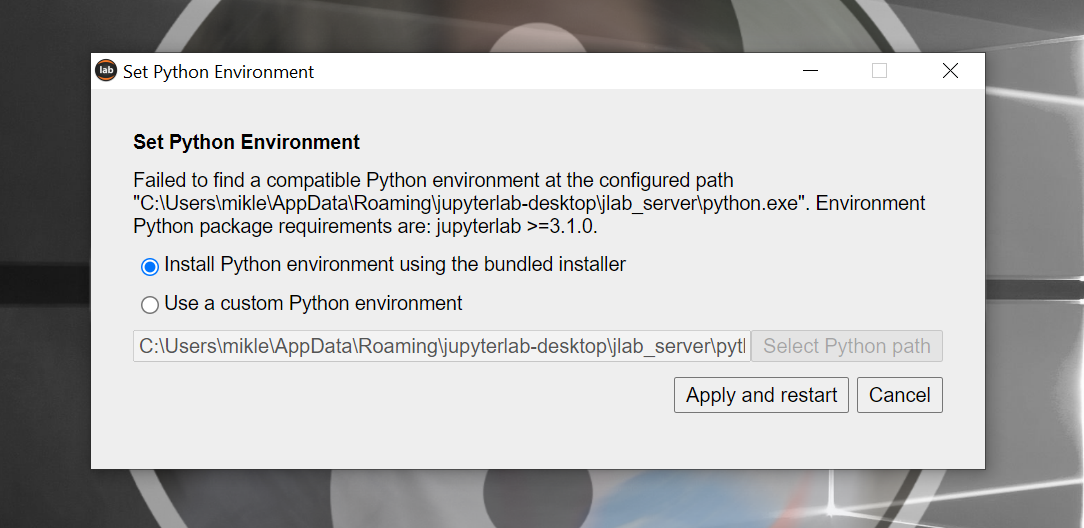 lab Set Python Environment
Set Python Environment
Failed to find a compatible Python environment at the configured path
"C:\Users\mikle\AppData\Roaming\jupyterlab-desktop\jlab_server\python.exe". Environment
Python package requirements are: jupyterlab >=3.1.0.
Install Python environment using the bundled installer
Use a custom Python environment
C:\Users\mikle\AppData\Roaming\jupyterlab-desktop\jlab_server\pyt Select Python path
Apply and restart Cancel